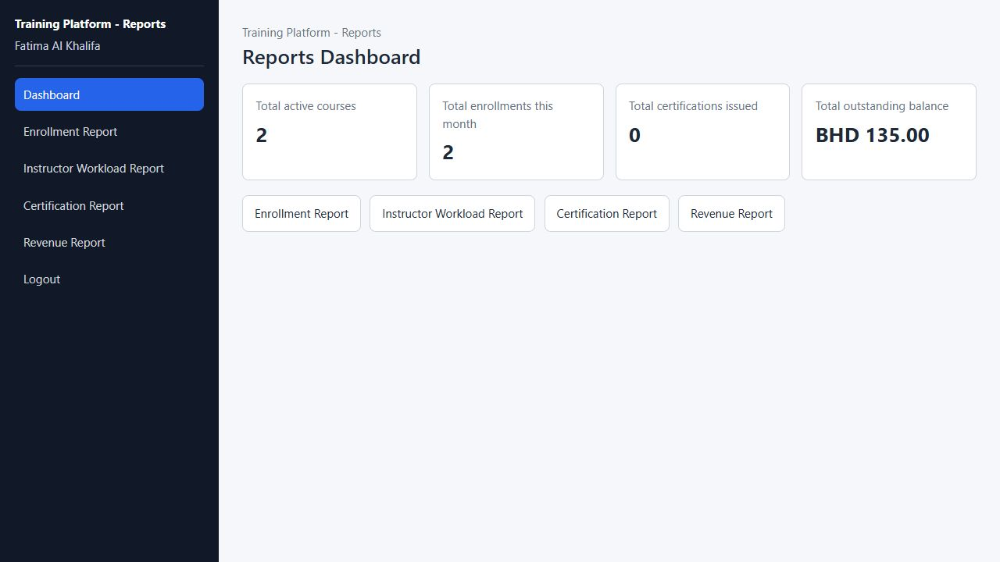 Training Platform - Reports
Fatima Al Khalifa
Dashboard
Enrollment Report
Instructor Workload Report
Certification Report
Revenue Report
Logout
Training Platform - Reports
Reports Dashboard
Total active courses
2
Total enrollments this
month
2
Total certifications issued
0
Total outstanding balance
BHD 135.00
Enrollment Report
Instructor Workload Report
Certification Report
Revenue Report